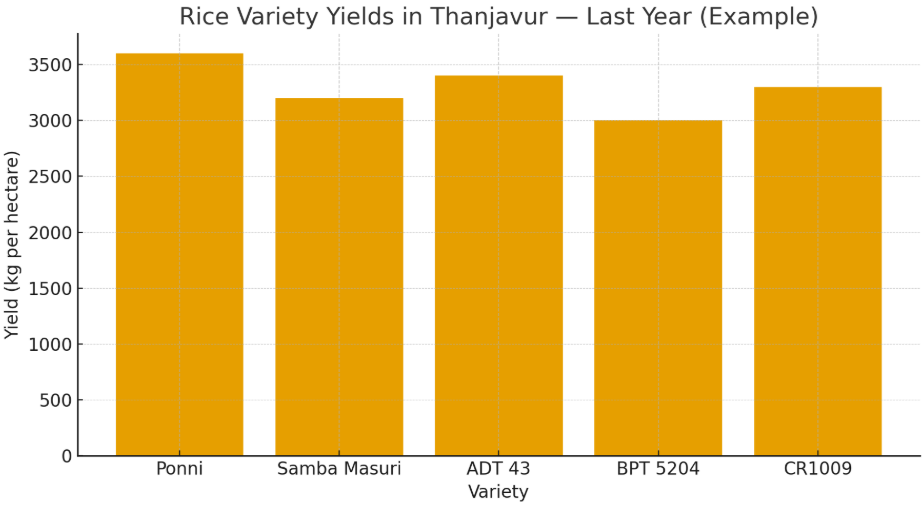 Rice Variety Yields in Thanjavur — Last Year (Example)
Yield (kg per hectare)
3500
3000
2500
2000
1500
1000
500
0
Ponni Samba Masuri ADT 43 BPT 5204 CR1009
Variety